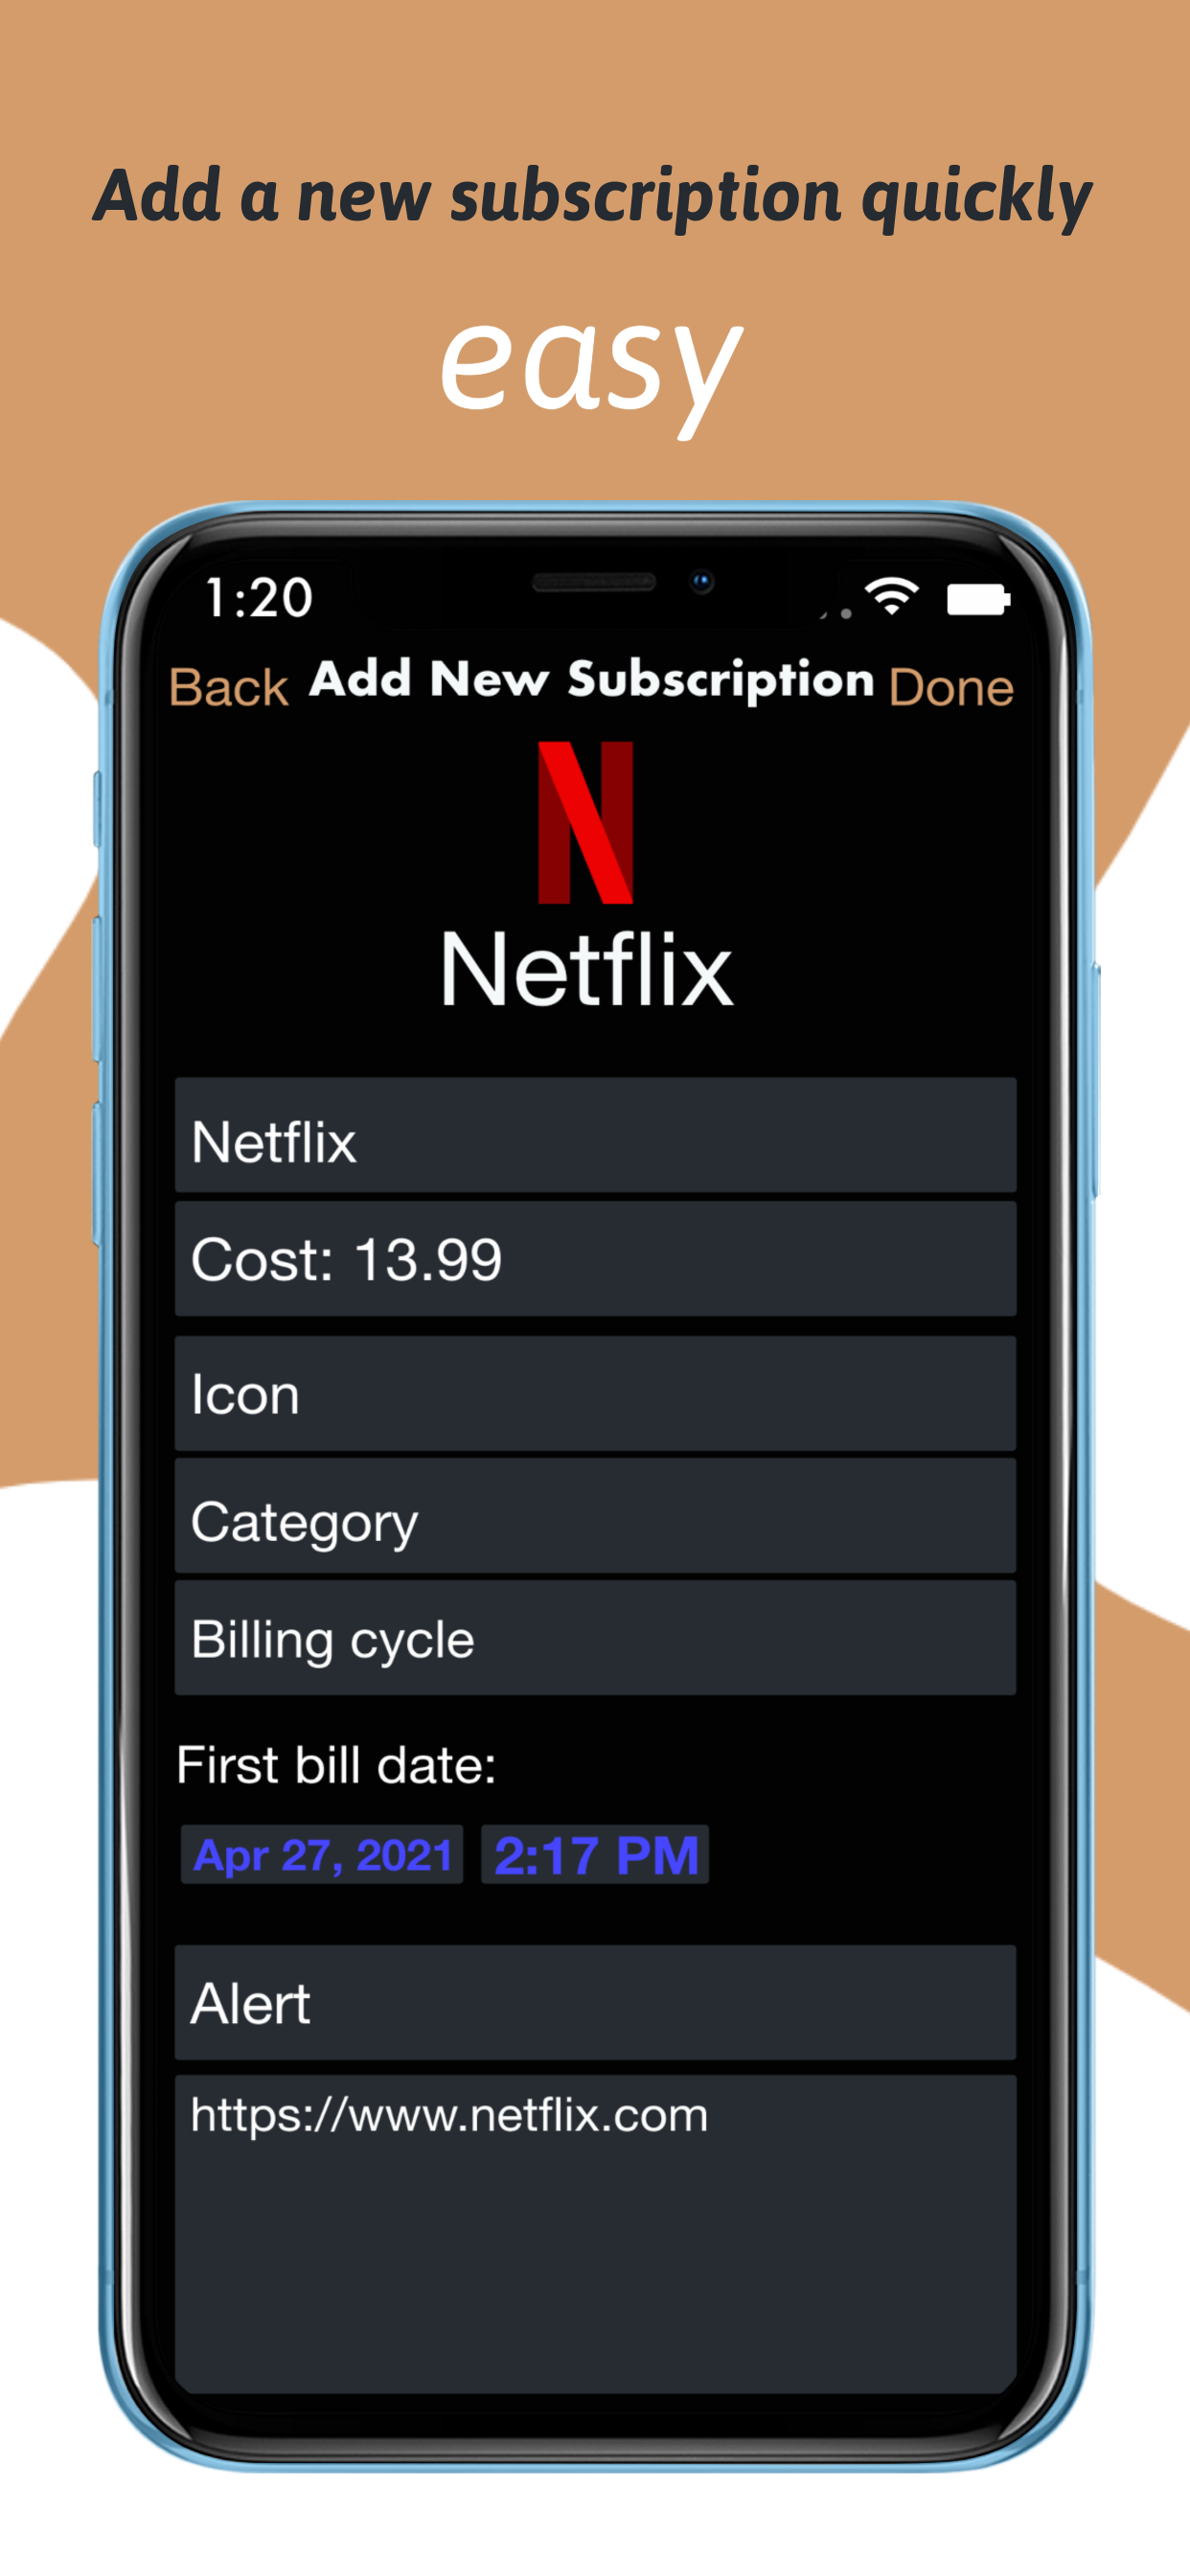 Add a new subscription quickly
easy
1:20
Back Add New Subscription Done
N
Netflix
Netflix
Cost: 13.99
Icon
Category
Billing cycle
First bill date:
Apr 27, 2021 2:17 PM
Alert
https://www.netflix.com